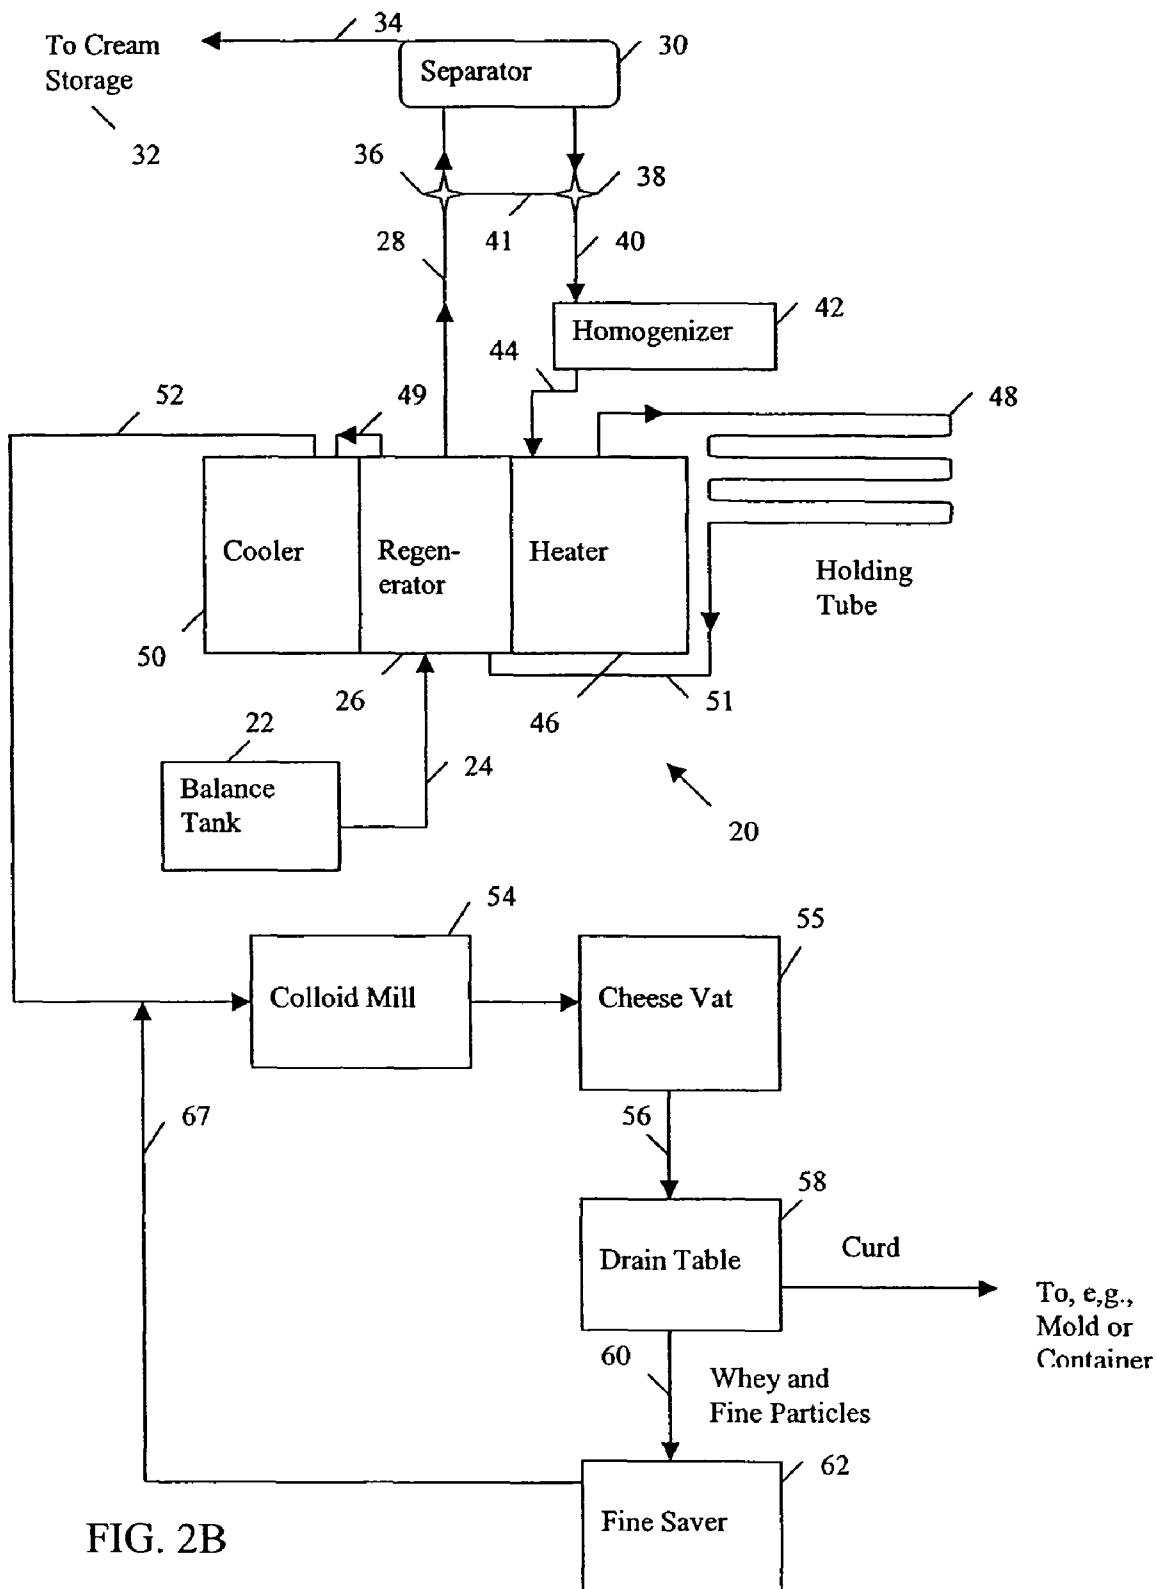 34
To Cream
Storage
32
30
Separator
36
38
41
40
28
42
Homogenizer
44
52
49
48
Cooler
Regen-
erator
Heater
Holding
Tube
50
26
46
51
22
24
Balance
Tank
20
54
55
Colloid Mill
Cheese Vat
67
56
58
Drain Table
Curd
To, e,g.,
Mold or
Container
60
Whey and
Fine Particles
62
Fine Saver
FIG. 2B